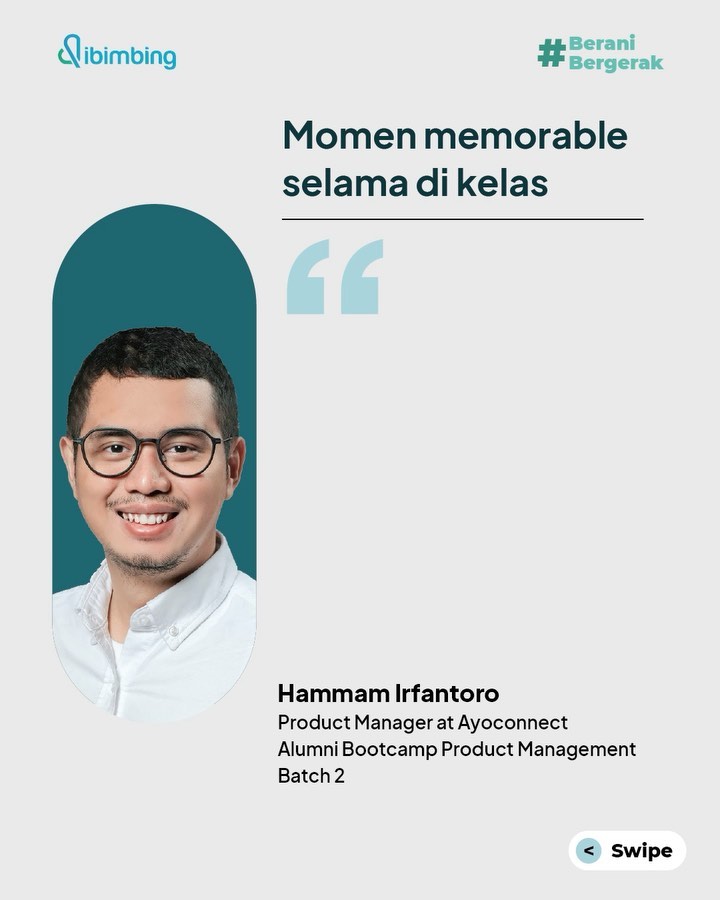 dibimbing
#Berani
Bergerak
Momen memorable
selama di kelas
“
Hammam Irfantoro
Product Manager at Ayoconnect
Alumni Bootcamp Product Management
Batch 2
< Swipe